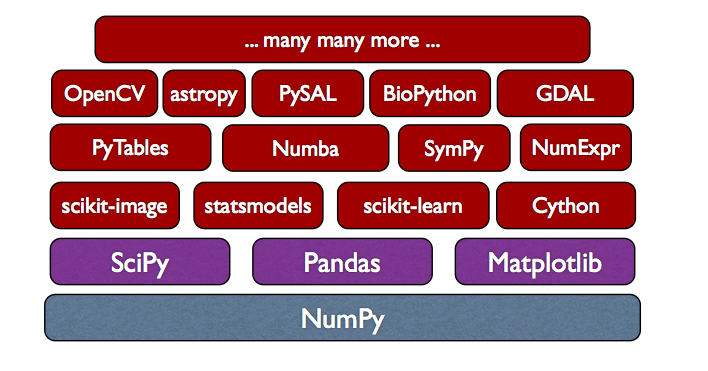 ... many many more ...
OpenCV astropy PySAL BioPython GDAL
PyTables Numba SymPy NumExpr
scikit-image statsmodels scikit-learn Cython
SciPy Pandas Matplotlib
NumPy